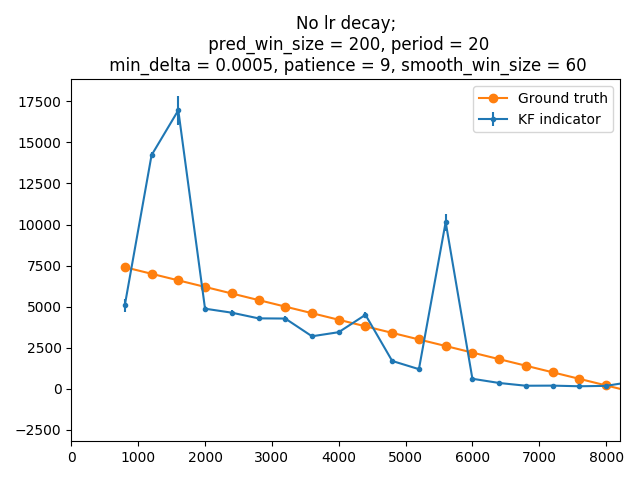 No lr decay;
pred_win_size = 200, period = 20
min_delta = 0.0005, patience = 9, smooth_win_size = 60
Ground truth
KF indicator
17500
15000
12500
10000
7500
5000
2500
0
−2500
0 1000 2000 3000 4000 5000 6000 7000 8000